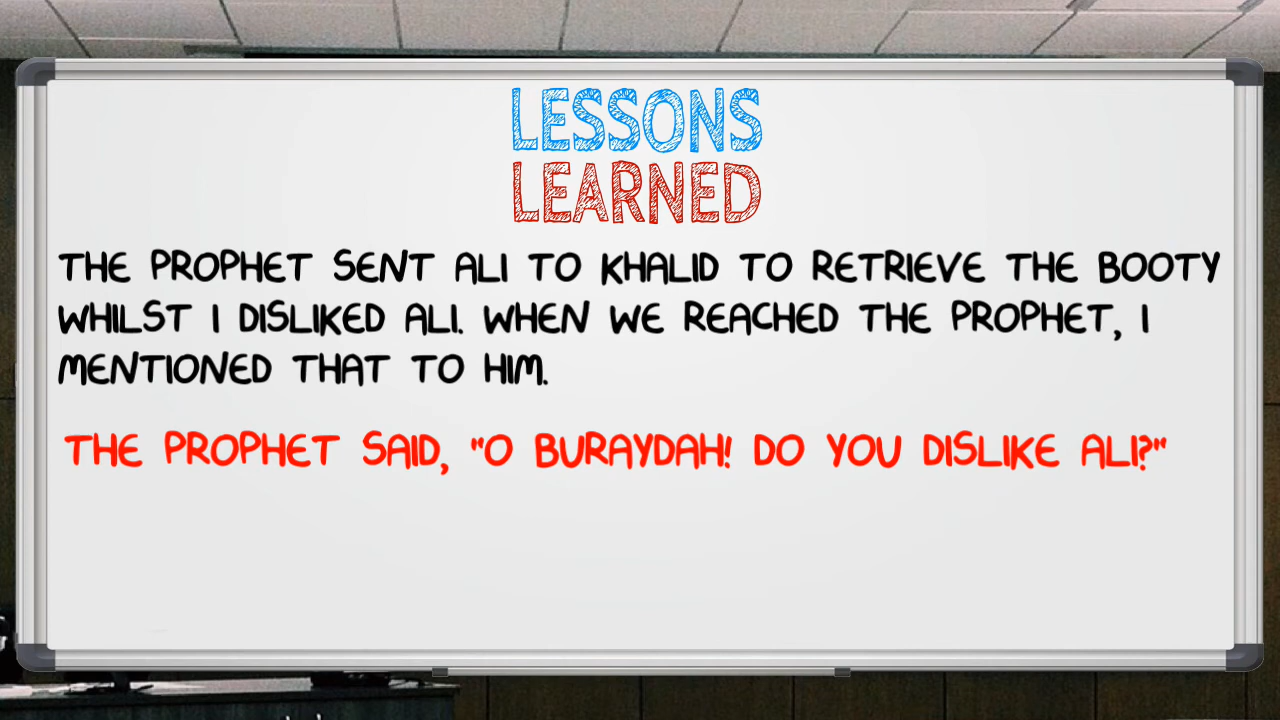 LESSONS
LEARNED
THE PROPHET SENT ALI TO KHALID TO RETRIEVE THE BOOTY
WHILST I DISLIKED ALI. WHEN WE REACHED THE PROPHET, I
MENTIONED THAT TO HIM.
THE PROPHET SAID, "O BURAYDAH! DO YOU DISLIKE ALI?"